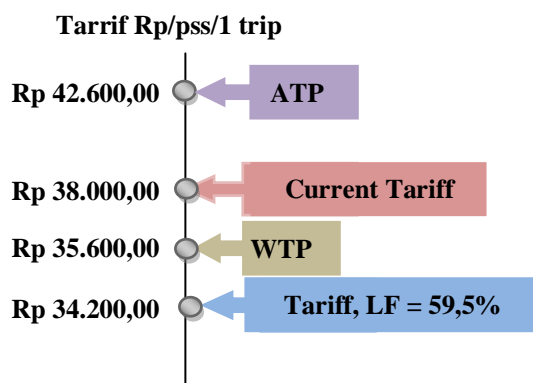 Tarrif Rp/pss/1 trip
Rp 42.600,00 ATP
Rp 38.000,00 Current Tariff
Rp 35.600,00 WTP
Rp 34.200,00 Tariff, LF = 59,5%